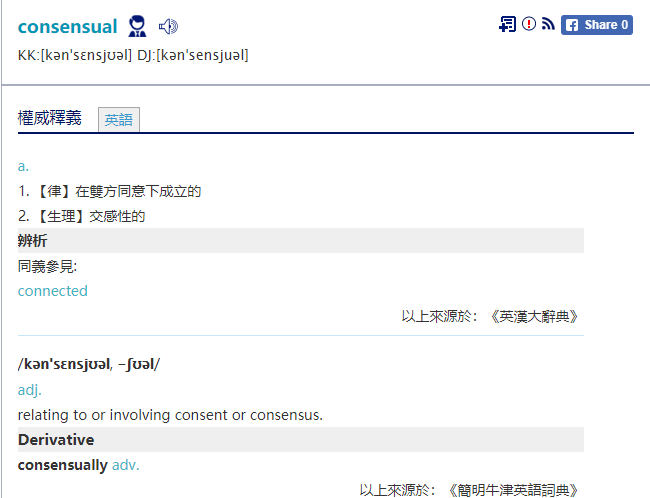 consensual
Share 0
KK:[kən'sɛnsjʊəl] DJ:[kən'sensjuəl]
權威釋義 英語
a.
1. 【律】在雙方同意下成立的
2. 【生理】交感性的
辨析
同義參見:
connected
以上來源於: 《英漢大辭典》
/kən'sɛnsjʊəl, –ʃʊəl/
adj.
relating to or involving consent or consensus.
Derivative
consensually adv.
以上來源於: 《簡明牛津英語詞典》